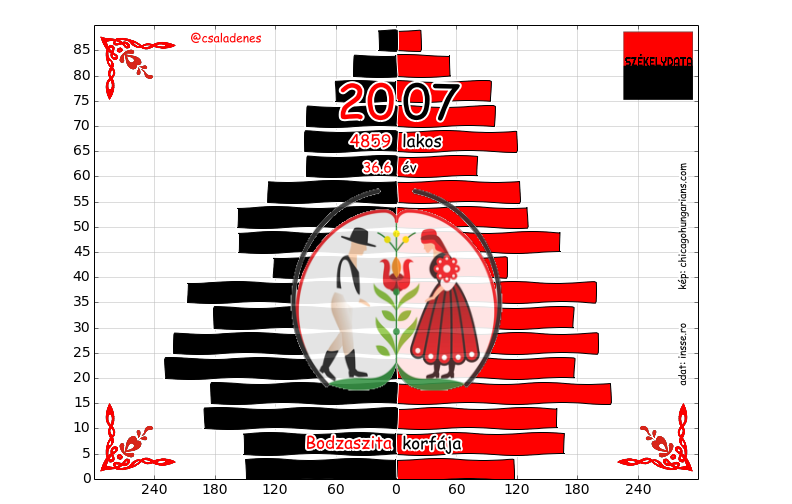 @csaladenes
SZÉKELYDATA
2007
4859 lakos
36.6 év
kép: chicagohungarians.com
adat: insse.ro
Bodzaszita korfája
85
80
75
70
65
60
55
50
45
40
35
30
25
20
15
10
5
0
240 180 120 60 0 60 120 180 240